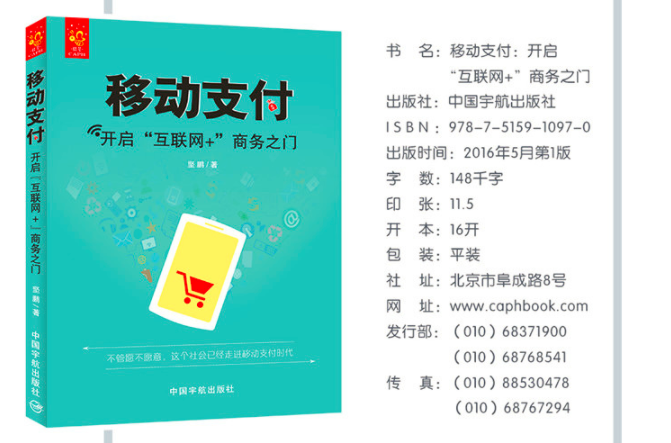 移动支付
开启“互联网+”商务之门
垒 鹏/著
不管愿不愿意，这个社会已经走进移动支付时代
中国宇航出版社
移动支付
开启“互联网+”商务之门
垒 鹏/著
中国宇航出版社
书 名：移动支付：开启
“互联网+”商务之门
出版社：中国宇航出版社
ISBN：978-7-5159-1097-0
出版时间：2016年5月第1版
字 数：148千字
印 张：11.5
开 本：16开
包 装：平装
社 址：北京市阜成路8号
网 址：www.caphbook.com
发行部：（010）68371900
（010）68768541
传 真：（010）88530478
（010）68767294